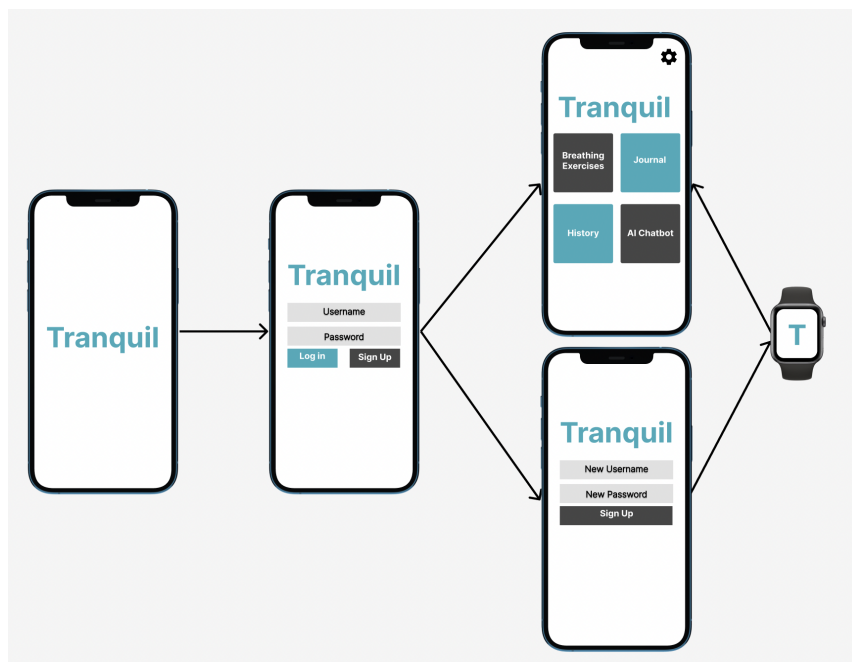 Tranquil
Tranquil
Username
Password
Log in
Sign Up
Tranquil
Breathing
Exercises
Journal
History
AI Chatbot
Tranquil
New Username
New Password
Sign Up
T